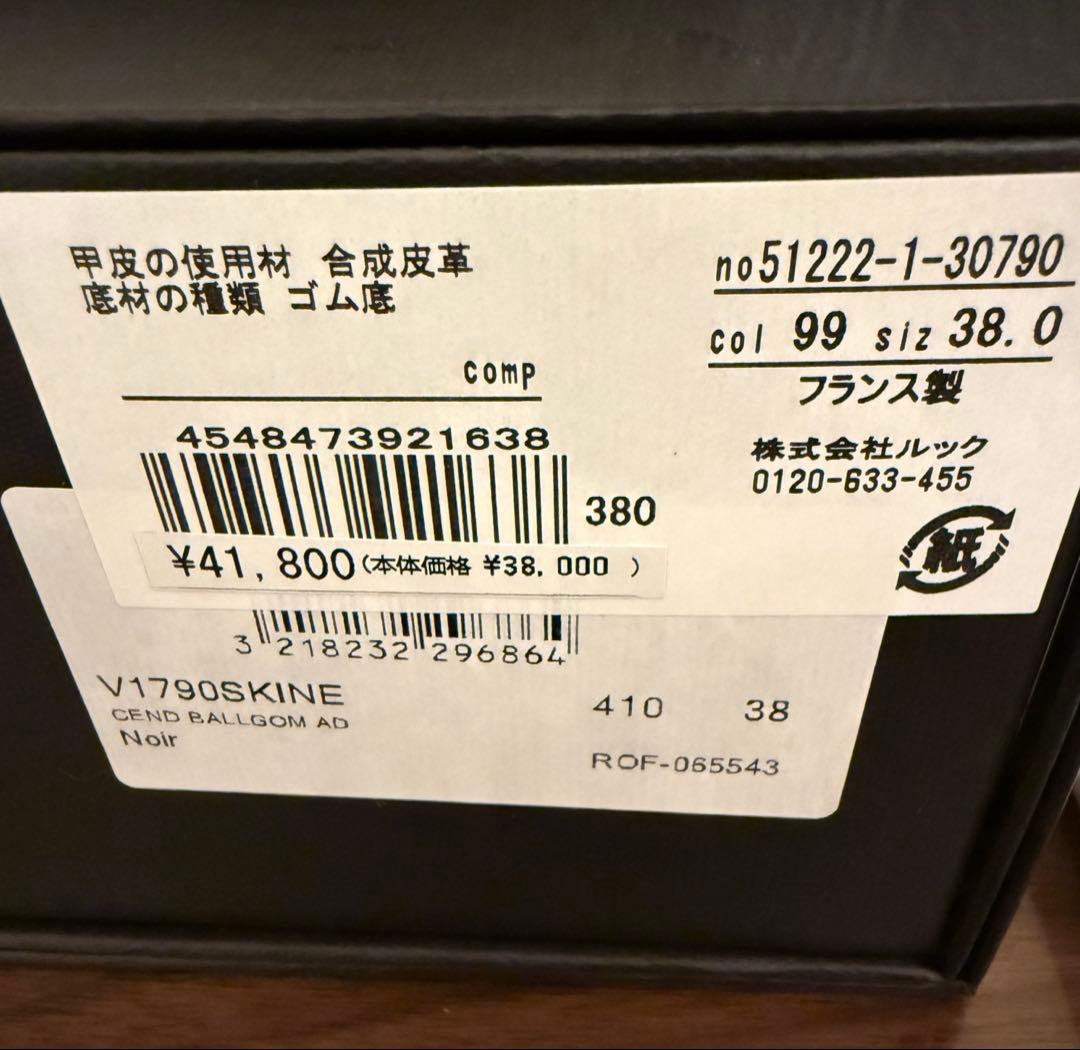 甲皮の使用材 合成皮革
底材の種類 ゴム底
comp
4548473921638
380
¥41,800(本体価格 ¥38,000 )
no51222-1-30790
col 99 siz 38.0
フランス製
株式会社ルック
0120-633-455
紙
3 218232 296864
V1790SKINE
CEND BALLGOM AD
Noir
410 38
ROF-065543